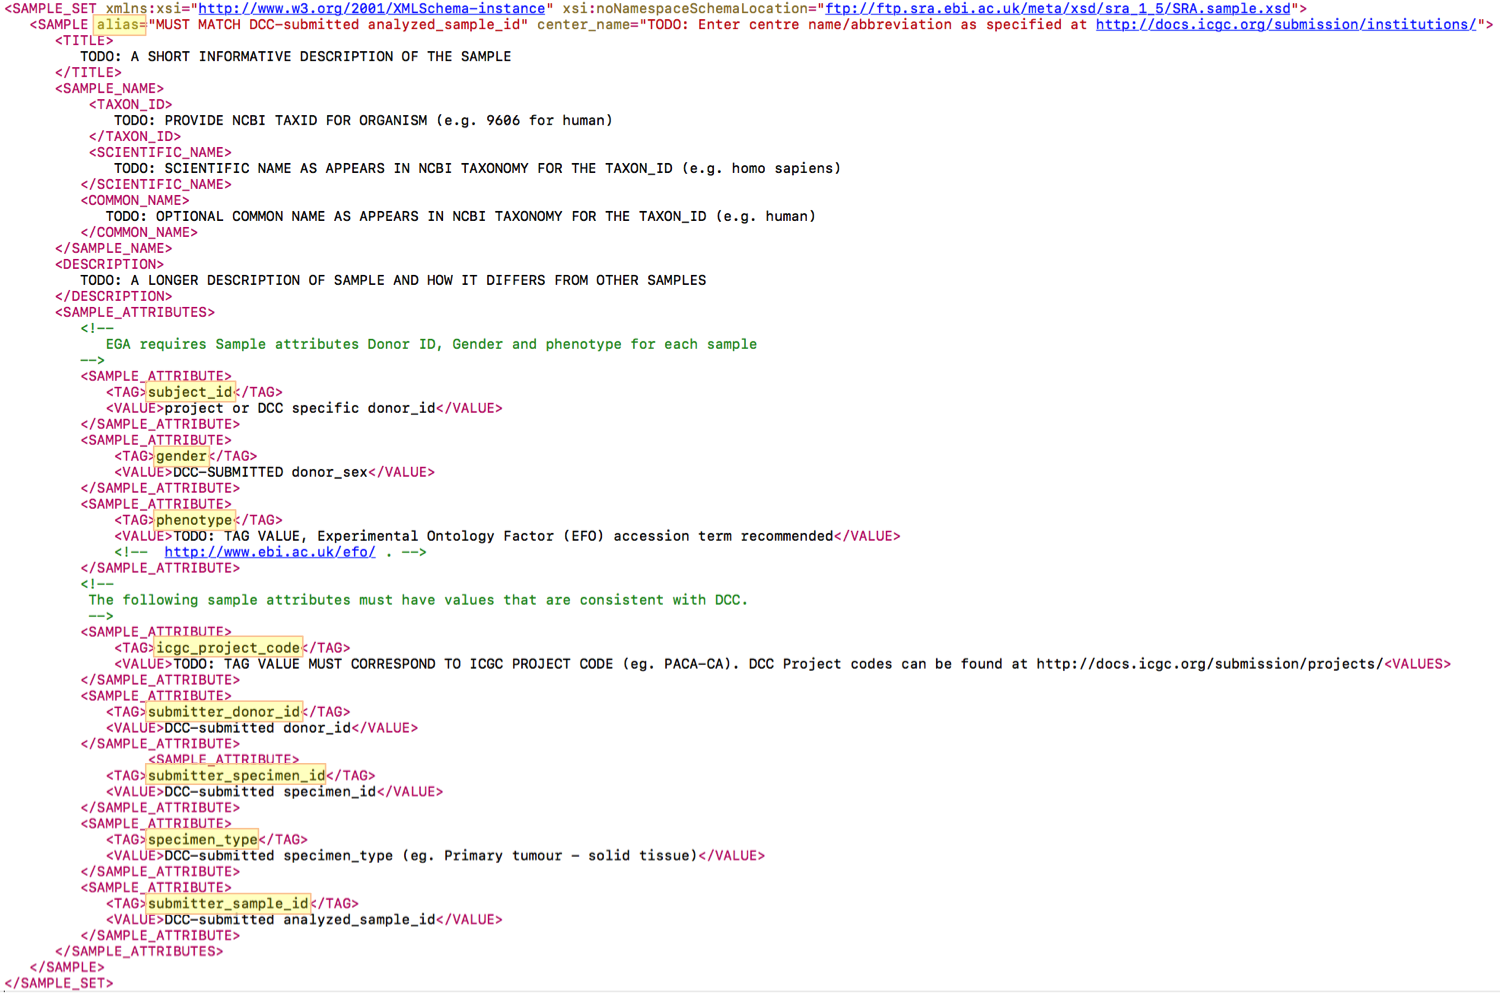 <SAMPLE_SET xmlns:xsi="http://www.w3.org/2001/XMLSchema-instance" xsi:noNamespaceSchemaLocation="ftp://ftp.sra.ebi.ac.uk/meta/xsd/sra_1_5/SRA.sample.xsd">
<SAMPLE alias="MUST MATCH DCC-submitted analyzed_sample_id" center_name="TODO: Enter centre name/abbreviation as specified at http://docs.icgc.org/submission/institutions/">
<TITLE>
TODO: A SHORT INFORMATIVE DESCRIPTION OF THE SAMPLE
</TITLE>
<SAMPLE_NAME>
<TAXON_ID>
TODO: PROVIDE NCBI TAXID FOR ORGANISM (e.g. 9606 for human)
</TAXON_ID>
<SCIENTIFIC_NAME>
TODO: SCIENTIFIC NAME AS APPEARS IN NCBI TAXONOMY FOR THE TAXON_ID (e.g. homo sapiens)
</SCIENTIFIC_NAME>
<COMMON_NAME>
TODO: OPTIONAL COMMON NAME AS APPEARS IN NCBI TAXONOMY FOR THE TAXON_ID (e.g. human)
</COMMON_NAME>
</SAMPLE_NAME>
<DESCRIPTION>
TODO: A LONGER DESCRIPTION OF SAMPLE AND HOW IT DIFFERS FROM OTHER SAMPLES
</DESCRIPTION>
<SAMPLE_ATTRIBUTES>
<!--
EGA requires Sample attributes Donor ID, Gender and phenotype for each sample
-->
<SAMPLE_ATTRIBUTE>
<TAG>subject_id</TAG>
<VALUE>project or DCC specific donor_id</VALUE>
</SAMPLE_ATTRIBUTE>
<SAMPLE_ATTRIBUTE>
<TAG>gender</TAG>
<VALUE>DCC-SUBMITTED donor_sex</VALUE>
</SAMPLE_ATTRIBUTE>
<SAMPLE_ATTRIBUTE>
<TAG>phenotype</TAG>
<VALUE>TODO: TAG VALUE, Experimental Ontology Factor (EFO) accession term recommended</VALUE>
<!-- http://www.ebi.ac.uk/efo/ . -->
</SAMPLE_ATTRIBUTE>
<!--
The following sample attributes must have values that are consistent with DCC.
-->
<SAMPLE_ATTRIBUTE>
<TAG>icgc_project_code</TAG>
<VALUE>TODO: TAG VALUE MUST CORRESPOND TO ICGC PROJECT CODE (eg. PACA-CA). DCC Project codes can be found at http://docs.icgc.org/submission/projects/<VALUES>
</SAMPLE_ATTRIBUTE>
<SAMPLE_ATTRIBUTE>
<TAG>submitter_donor_id</TAG>
<VALUE>DCC-submitted donor_id</VALUE>
</SAMPLE_ATTRIBUTE>
<SAMPLE_ATTRIBUTE>
<TAG>submitter_specimen_id</TAG>
<VALUE>DCC-submitted specimen_id</VALUE>
</SAMPLE_ATTRIBUTE>
<SAMPLE_ATTRIBUTE>
<TAG>specimen_type</TAG>
<VALUE>DCC-submitted specimen_type (eg. Primary tumour – solid tissue)</VALUE>
</SAMPLE_ATTRIBUTE>
<SAMPLE_ATTRIBUTE>
<TAG>submitter_sample_id</TAG>
<VALUE>DCC-submitted analyzed_sample_id</VALUE>
</SAMPLE_ATTRIBUTE>
</SAMPLE_ATTRIBUTES>
</SAMPLE>
</SAMPLE_SET>